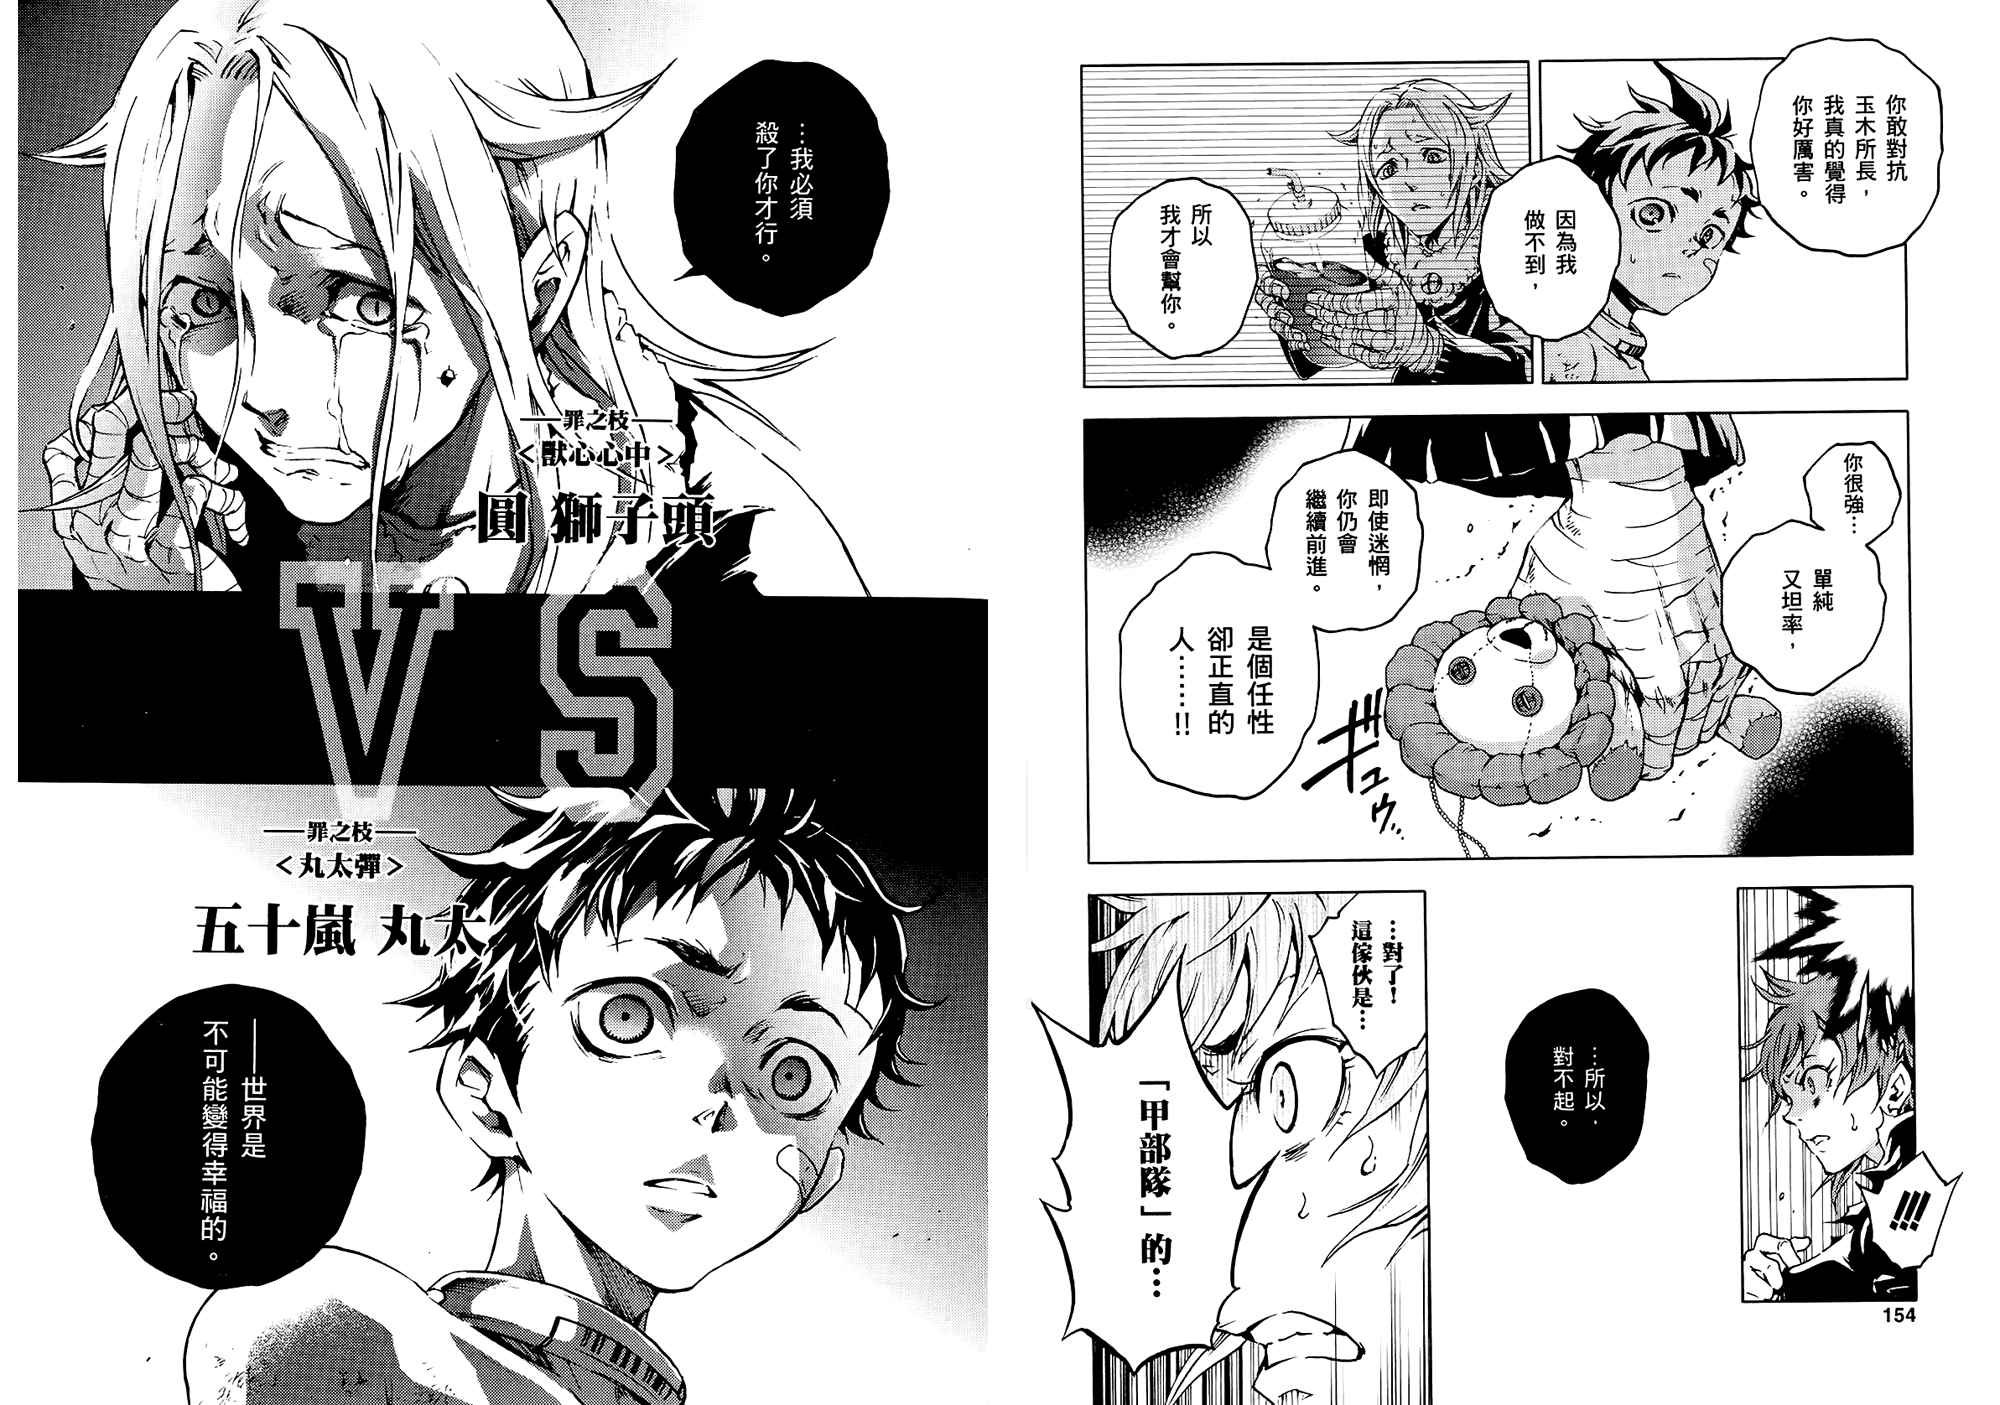 你敢對抗
玉木所長，
我真的覺得
你好厲害。
因為我
做不到，
所以
我才會幫你。
你很強…
單純
又坦率，
即使迷惘，
你仍會
繼續前進。
是個任性
卻正直的
人……!!
ギュウ…
!!!
…所以，
對不起。
…對了！
這傢伙是…
「甲部隊」的…
154
…我必須
殺了你才行。
——罪之枝——
＜獸心心中＞
圓 獅子頭
VS
——罪之枝——
＜丸太彈＞
五十嵐 丸太
——世界是
不可能變得幸福的。